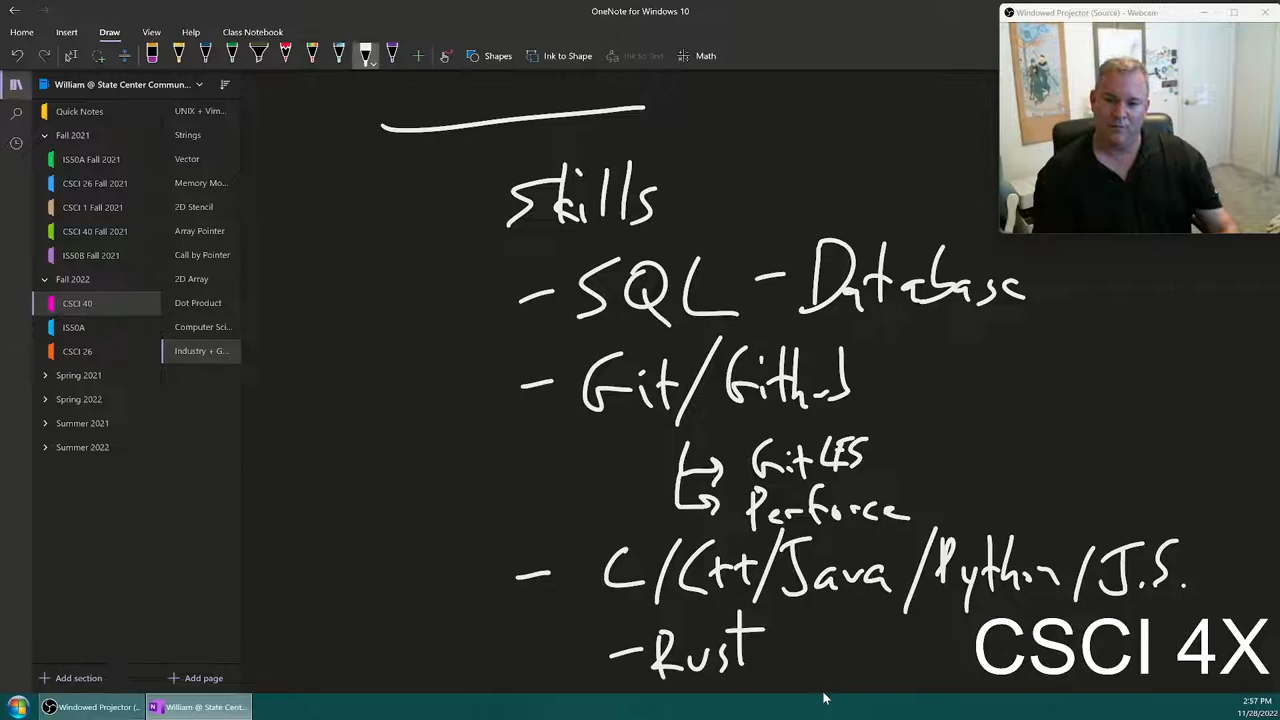 OneNote for Windows 10
Windowed Projector (Source) - Webcam
Home
Insert
Draw
View
Help
Class Notebook
Shapes
Ink to Shape
Ink to Text
Math
William @ State Center Commun...
Quick Notes
Fall 2021
IS50A Fall 2021
CSCI 26 Fall 2021
CSCI 1 Fall 2021
CSCI 40 Fall 2021
IS50B Fall 2021
Fall 2022
CSCI 40
IS50A
CSCI 26
Spring 2021
Spring 2022
Summer 2021
Summer 2022
Add section
UNIX + Vim...
Strings
Vector
Memory Mo...
2D Stencil
Array Pointer
Call by Pointer
2D Array
Dot Product
Computer Sci...
Industry + G...
Add page
Skills
- SQL - Database
- Git/Github
GitLFS
Perforce
- C/C++/Java/Python/J.S.
- Rust
CSCI 4X
Windowed Projector (...
William @ State Cent...
2:57 PM
11/28/2022